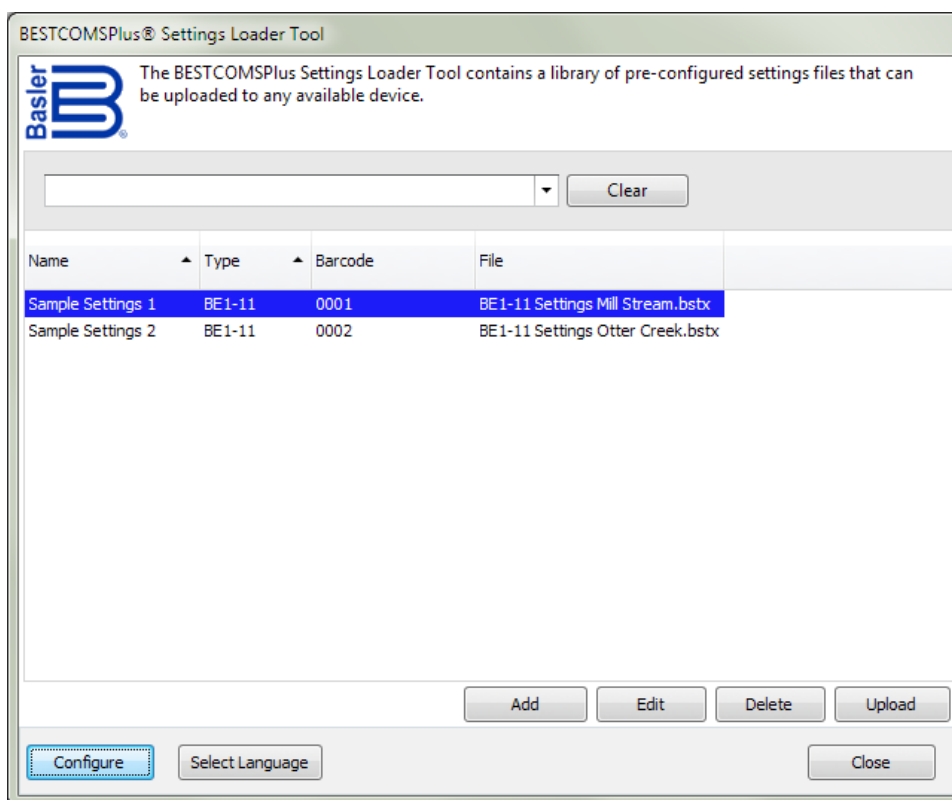 BESTCOMSPlus® Settings Loader Tool
Basler
B®
The BESTCOMSPlus Settings Loader Tool contains a library of pre-configured settings files that can
be uploaded to any available device.
Clear
Name Type Barcode File
Sample Settings 1 BE1-11 0001 BE1-11 Settings Mill Stream.bstx
Sample Settings 2 BE1-11 0002 BE1-11 Settings Otter Creek.bstx
Add Edit Delete Upload
Configure Select Language Close